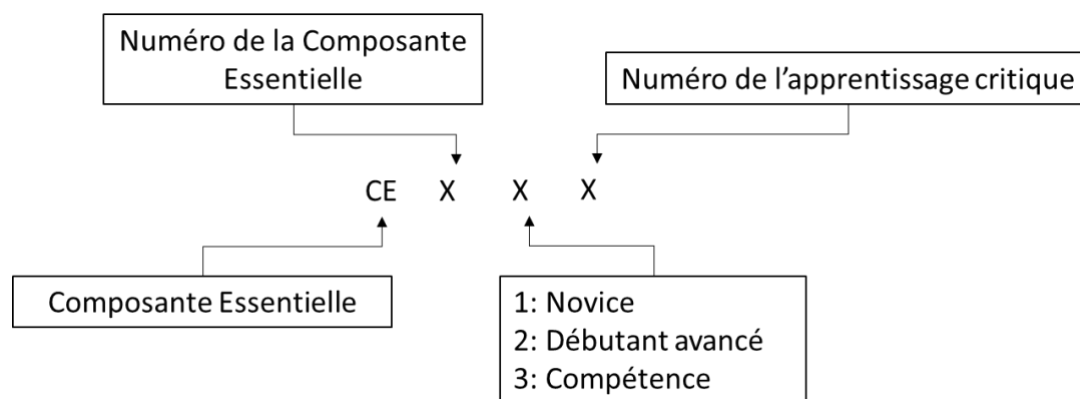 Numéro de la Composante
Essentielle
Numéro de l’apprentissage critique
CE X X X
Composante Essentielle
1: Novice
2: Débutant avancé
3: Compétence